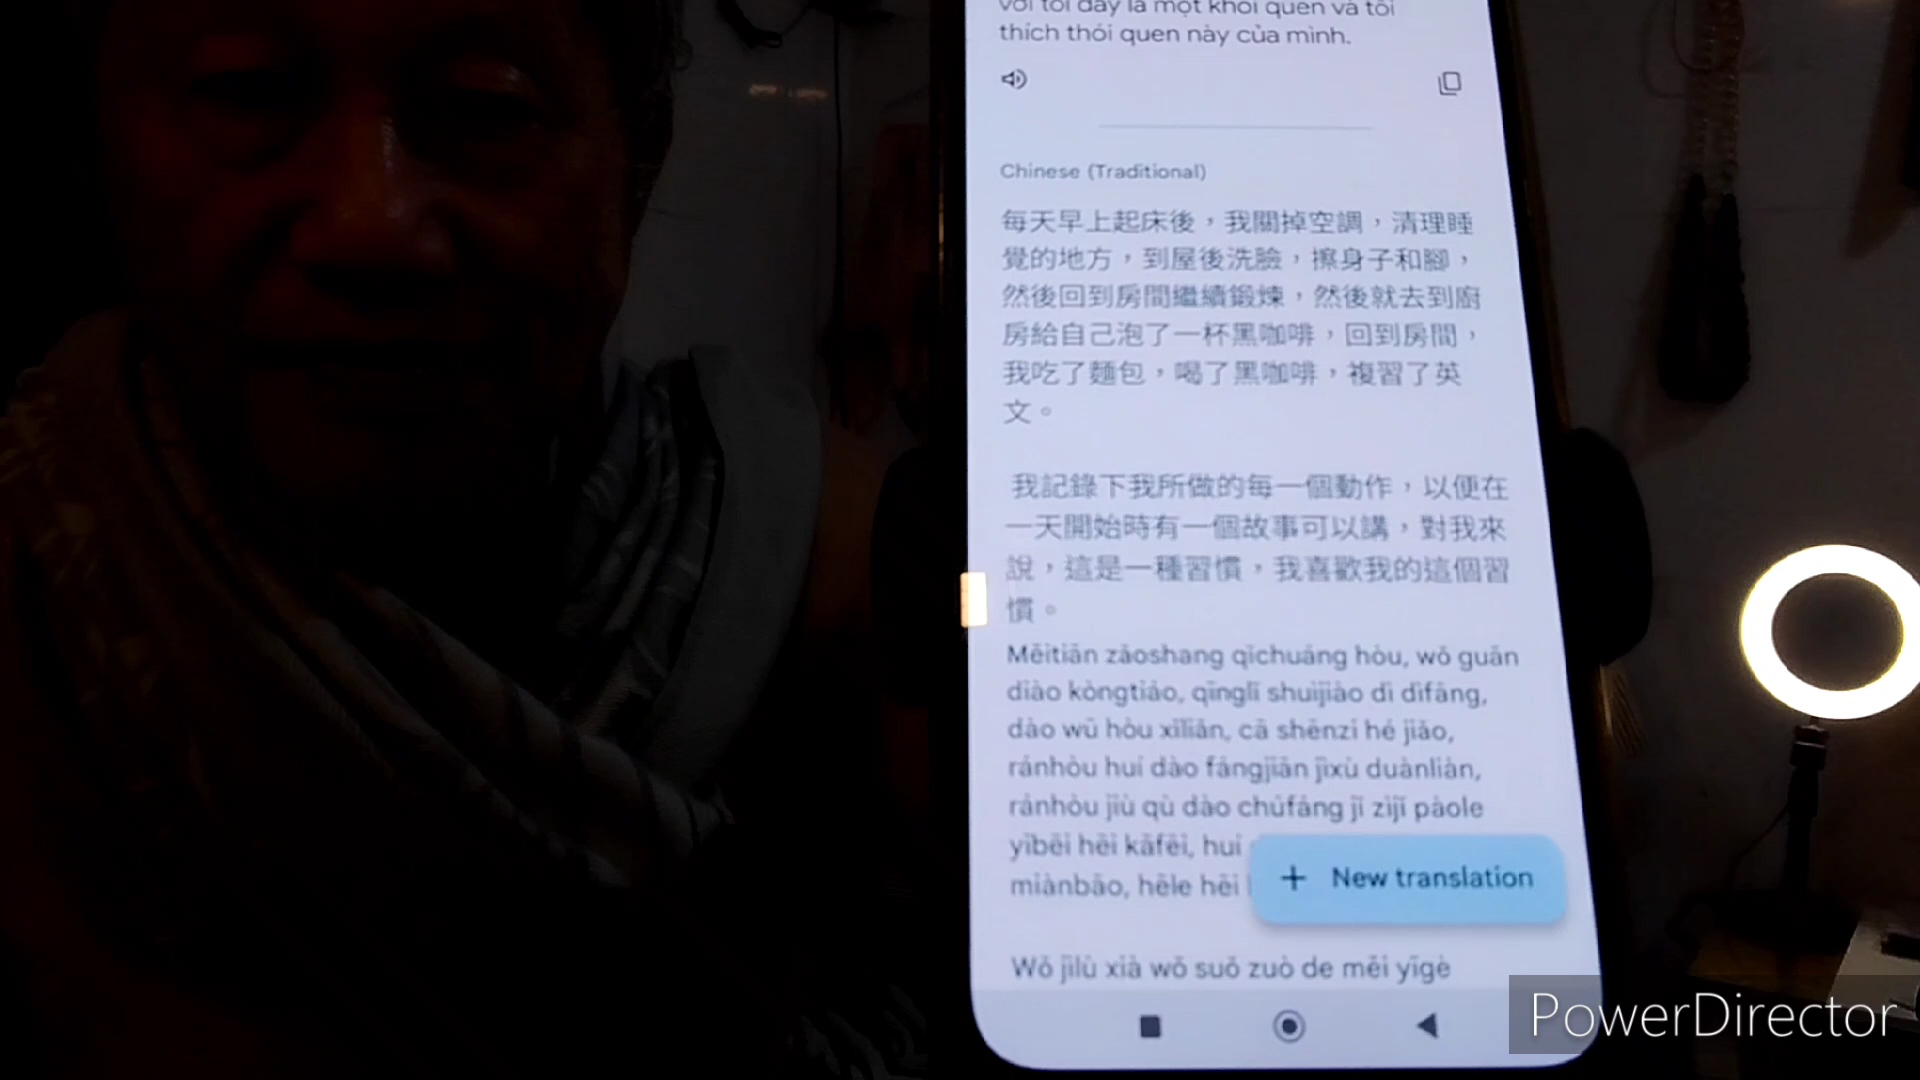 với tôi đây là một khối quen và tôi
thích thói quen này của mình.
Chinese (Traditional)
每天早上起床後，我關掉空調，清理睡
覺的地方，到屋後洗臉，擦身子和腳，
然後回到房間繼續鍛煉，然後就去到廚
房給自己泡了一杯黑咖啡，回到房間，
我吃了麵包，喝了黑咖啡，複習了英
文。
我記錄下我所做的每一個動作，以便在
一天開始時有一個故事可以講，對我來
說，這是一種習慣，我喜歡我的這個習
慣。
Měitiān zǎoshang qǐchuáng hòu, wǒ guān
diào kòngtiáo, qīnglǐ shuìjiào dì dìfāng,
dào wū hòu xǐliǎn, cā shēnzi hé jiǎo,
ránhòu huí dào fángjiān jìxù duànliàn,
ránhòu jiù qù dào chúfáng jǐ zìjǐ pàole
yībēi hēi kāfēi, huí
miànbāo, hēle hēi
+ New translation
Wǒ jìlù xià wǒ suǒ zuò de měi yīgè
PowerDirector